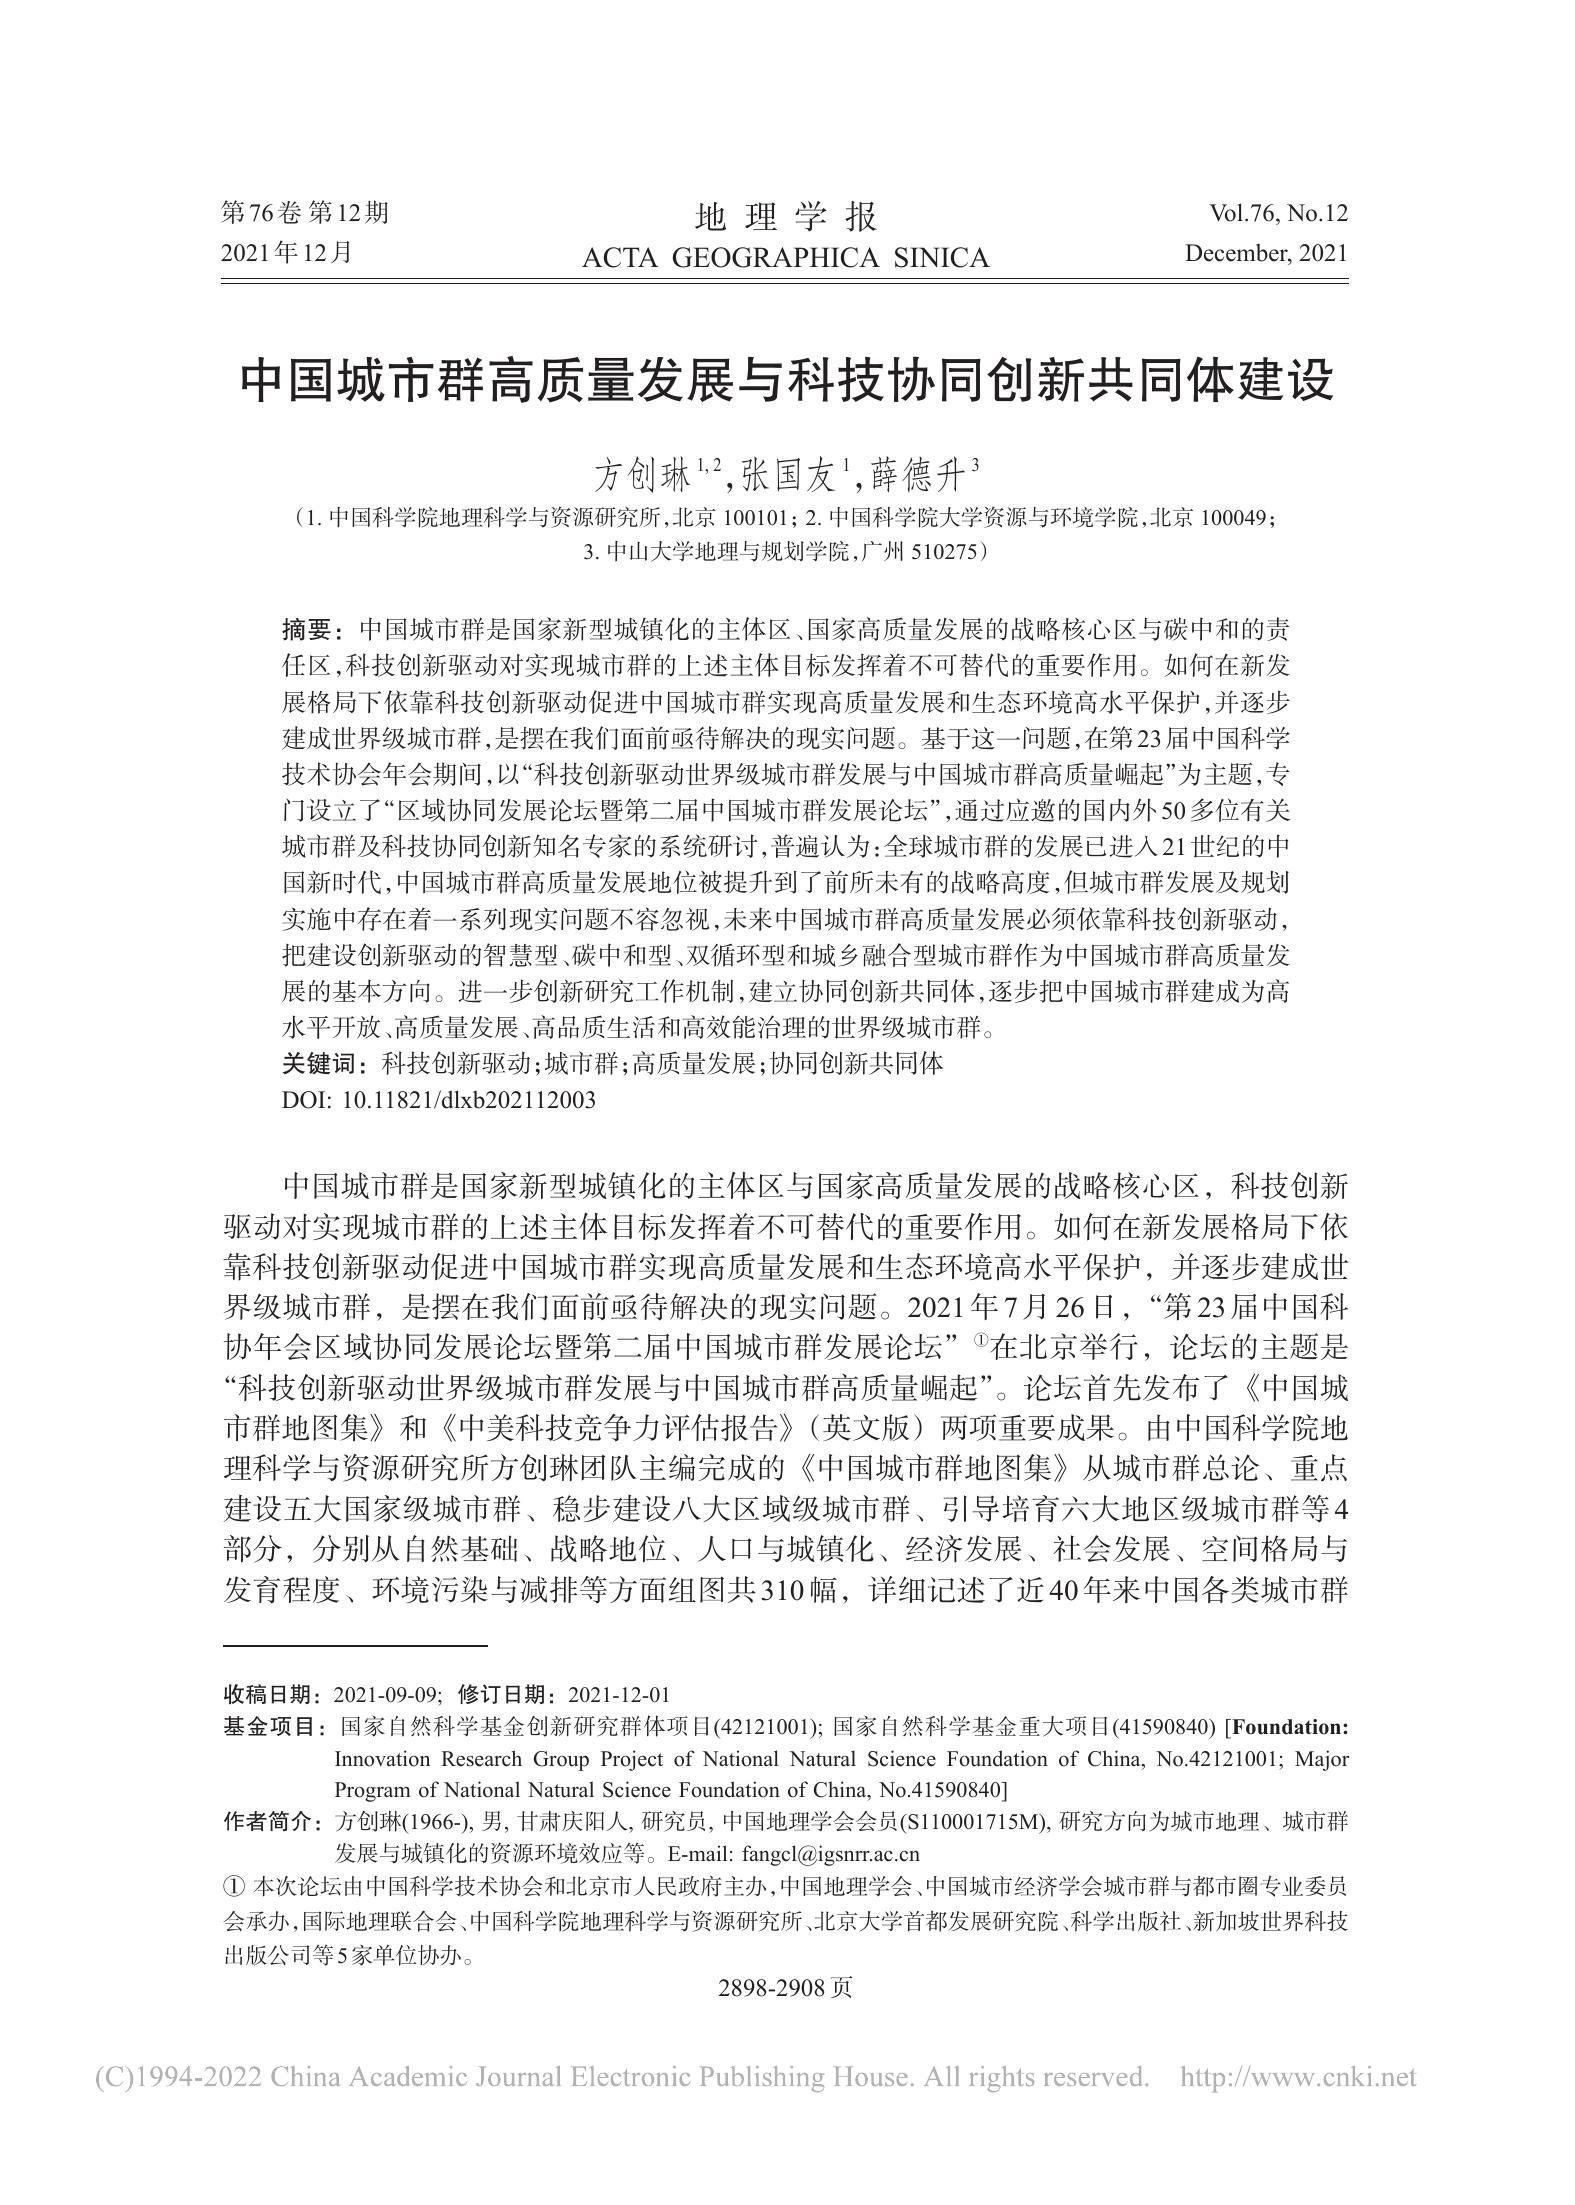 第76卷 第12期
2021年12月
地 理 学 报
ACTA GEOGRAPHICA SINICA
Vol.76, No.12
December, 2021
中国城市群高质量发展与科技协同创新共同体建设
方创琳1,2,张国友1,薛德升3
（1. 中国科学院地理科学与资源研究所,北京 100101; 2. 中国科学院大学资源与环境学院,北京 100049;
3. 中山大学地理与规划学院,广州 510275）
摘要：中国城市群是国家新型城镇化的主体区、国家高质量发展的战略核心区与碳中和的责
任区,科技创新驱动对实现城市群的上述主体目标发挥着不可替代的重要作用。如何在新发
展格局下依靠科技创新驱动促进中国城市群实现高质量发展和生态环境高水平保护,并逐步
建成世界级城市群,是摆在我们面前亟待解决的现实问题。基于这一问题,在第23届中国科学
技术协会年会期间,以“科技创新驱动世界级城市群发展与中国城市群高质量崛起”为主题,专
门设立了“区域协同发展论坛暨第二届中国城市群发展论坛”,通过应邀的国内外50多位有关
城市群及科技协同创新知名专家的系统研讨,普遍认为:全球城市群的发展已进入21世纪的中
国新时代,中国城市群高质量发展地位被提升到了前所未有的战略高度,但城市群发展及规划
实施中存在着一系列现实问题不容忽视,未来中国城市群高质量发展必须依靠科技创新驱动,
把建设创新驱动的智慧型、碳中和型、双循环型和城乡融合型城市群作为中国城市群高质量发
展的基本方向。进一步创新研究工作机制,建立协同创新共同体,逐步把中国城市群建成为高
水平开放、高质量发展、高品质生活和高效能治理的世界级城市群。
关键词：科技创新驱动;城市群;高质量发展;协同创新共同体
DOI: 10.11821/dlxb202112003
中国城市群是国家新型城镇化的主体区与国家高质量发展的战略核心区，科技创新
驱动对实现城市群的上述主体目标发挥着不可替代的重要作用。如何在新发展格局下依
靠科技创新驱动促进中国城市群实现高质量发展和生态环境高水平保护，并逐步建成世
界级城市群，是摆在我们面前亟待解决的现实问题。2021年7月26日，“第23届中国科
协年会区域协同发展论坛暨第二届中国城市群发展论坛”①在北京举行，论坛的主题是
“科技创新驱动世界级城市群发展与中国城市群高质量崛起”。论坛首先发布了《中国城
市群地图集》和《中美科技竞争力评估报告》（英文版）两项重要成果。由中国科学院地
理科学与资源研究所方创琳团队主编完成的《中国城市群地图集》从城市群总论、重点
建设五大国家级城市群、稳步建设八大区域级城市群、引导培育六大地区级城市群等4
部分，分别从自然基础、战略地位、人口与城镇化、经济发展、社会发展、空间格局与
发育程度、环境污染与减排等方面组图共310幅，详细记述了近40年来中国各类城市群
收稿日期：2021-09-09; 修订日期：2021-12-01
基金项目：国家自然科学基金创新研究群体项目(42121001); 国家自然科学基金重大项目(41590840) [Foundation:
Innovation Research Group Project of National Natural Science Foundation of China, No.42121001; Major
Program of National Natural Science Foundation of China, No.41590840]
作者简介：方创琳(1966-), 男, 甘肃庆阳人, 研究员, 中国地理学会会员(S110001715M), 研究方向为城市地理、城市群
发展与城镇化的资源环境效应等。E-mail: fangcl@igsnrr.ac.cn
① 本次论坛由中国科学技术协会和北京市人民政府主办,中国地理学会、中国城市经济学会城市群与都市圈专业委员
会承办,国际地理联合会、中国科学院地理科学与资源研究所、北京大学首都发展研究院、科学出版社、新加坡世界科技
出版公司等5家单位协办。
2898-2908页
(C)1994-2022 China Academic Journal Electronic Publishing House. All rights reserved. http://www.cnki.net